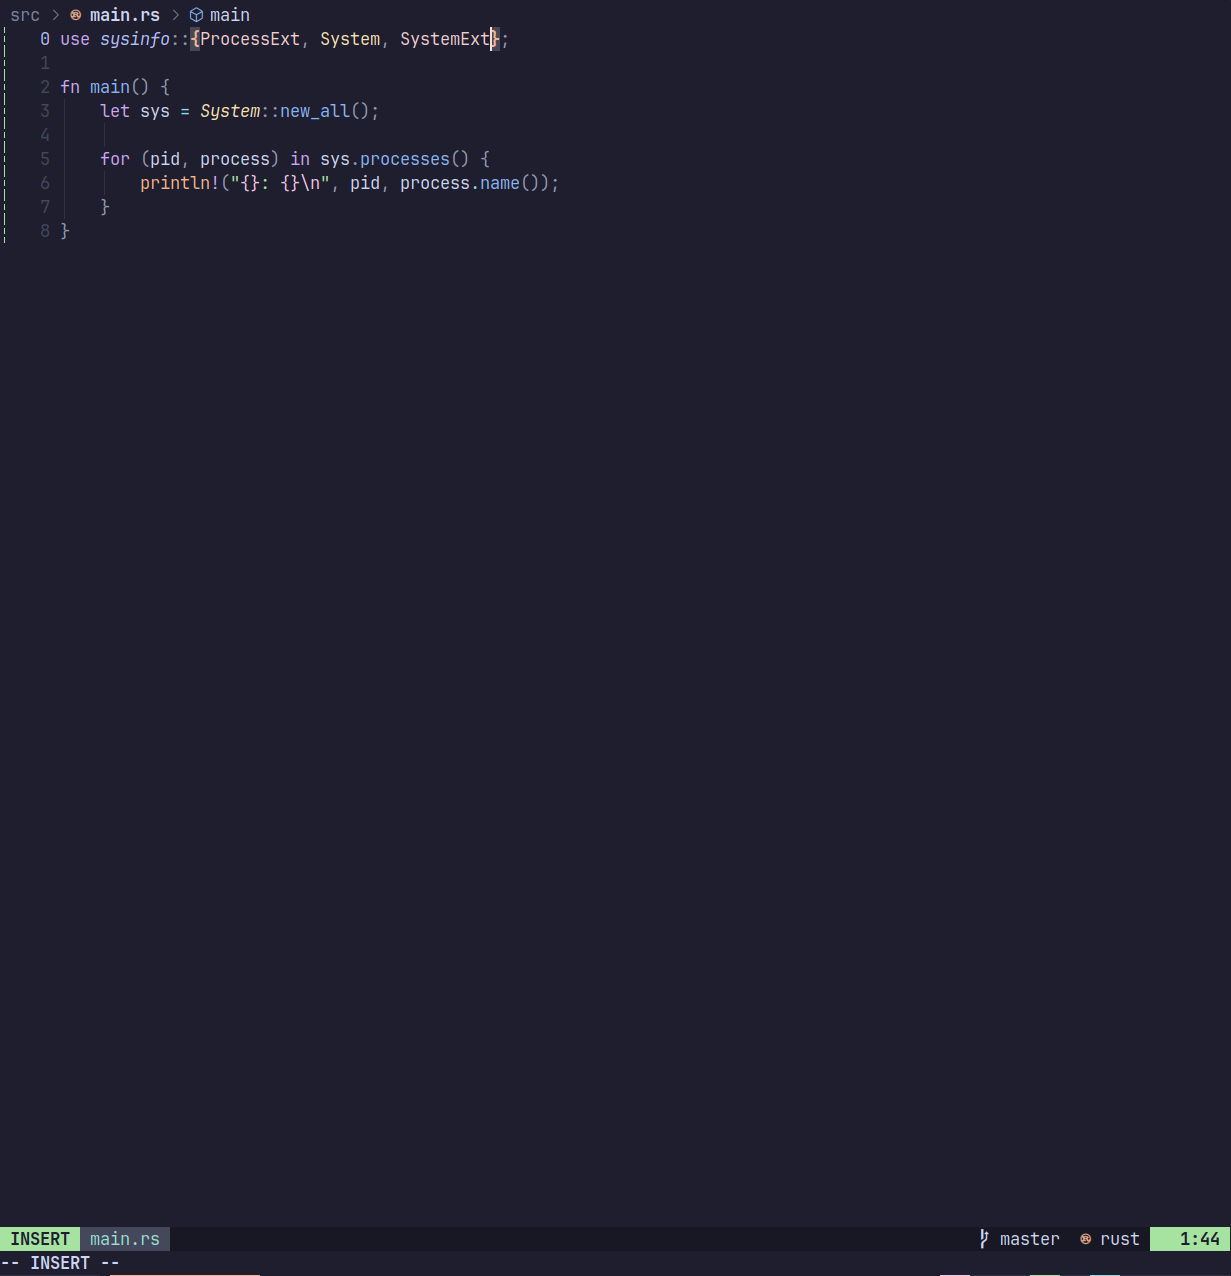 src > main.rs > main
0 use sysinfo::{ProcessExt, System, SystemExt};
1
2 fn main() {
3     let sys = System::new_all();
4
5     for (pid, process) in sys.processes() {
6         println!("{}: {}\n", pid, process.name());
7     }
8 }
INSERT main.rs master rust 1:44
-- INSERT --